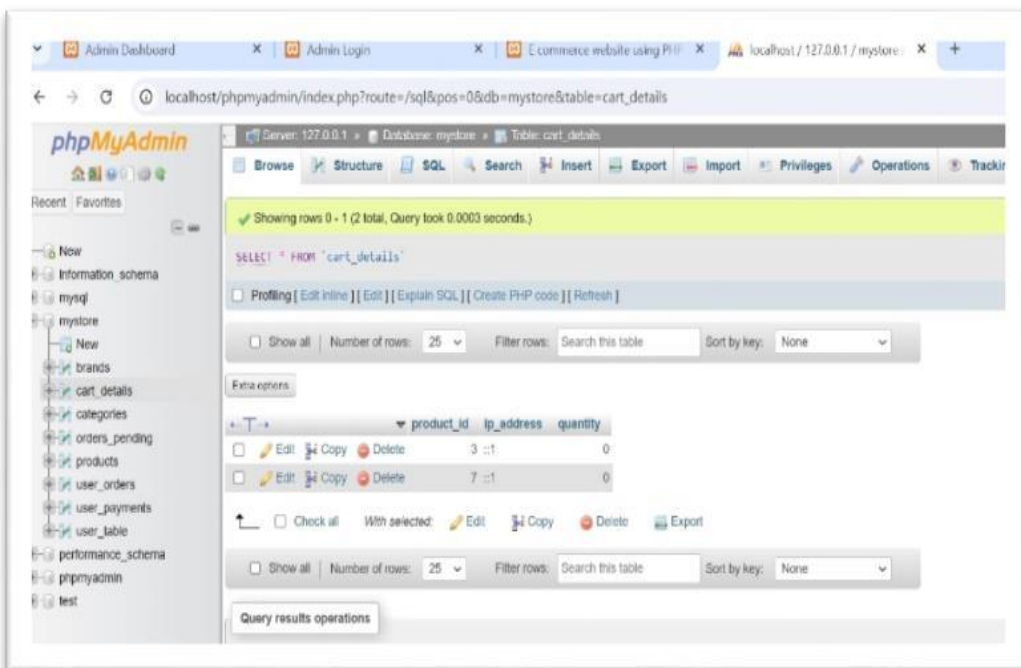 Admin Dashboard
Admin Login
E commerce website using PHP
localhost / 127.0.0.1 / mystore
localhost/phpmyadmin/index.php?route=/sql&pos=0&db=mystore&table=cart_details
phpMyAdmin
Recent Favorites
New
information_schema
mysql
mystore
New
brands
cart_details
categories
orders_pending
products
user_orders
user_payments
user_table
performance_schema
phpmyadmin
test
Server: 127.0.0.1 » Database: mystore » Table: cart_details
Browse Structure SQL Search Insert Export Import Privileges Operations Trackin
Showing rows 0 - 1 (2 total, Query took 0.0003 seconds.)
SELECT * FROM `cart_details`
Profiling [ Edit inline ] [ Edit ] [ Explain SQL ] [ Create PHP code ] [ Refresh ]
Show all | Number of rows: 25 Filter rows: Search this table Sort by key: None
Extra options
product_id ip_address quantity
Edit Copy Delete 3 ::1 0
Edit Copy Delete 7 ::1 0
Check all With selected: Edit Copy Delete Export
Show all | Number of rows: 25 Filter rows: Search this table Sort by key: None
Query results operations